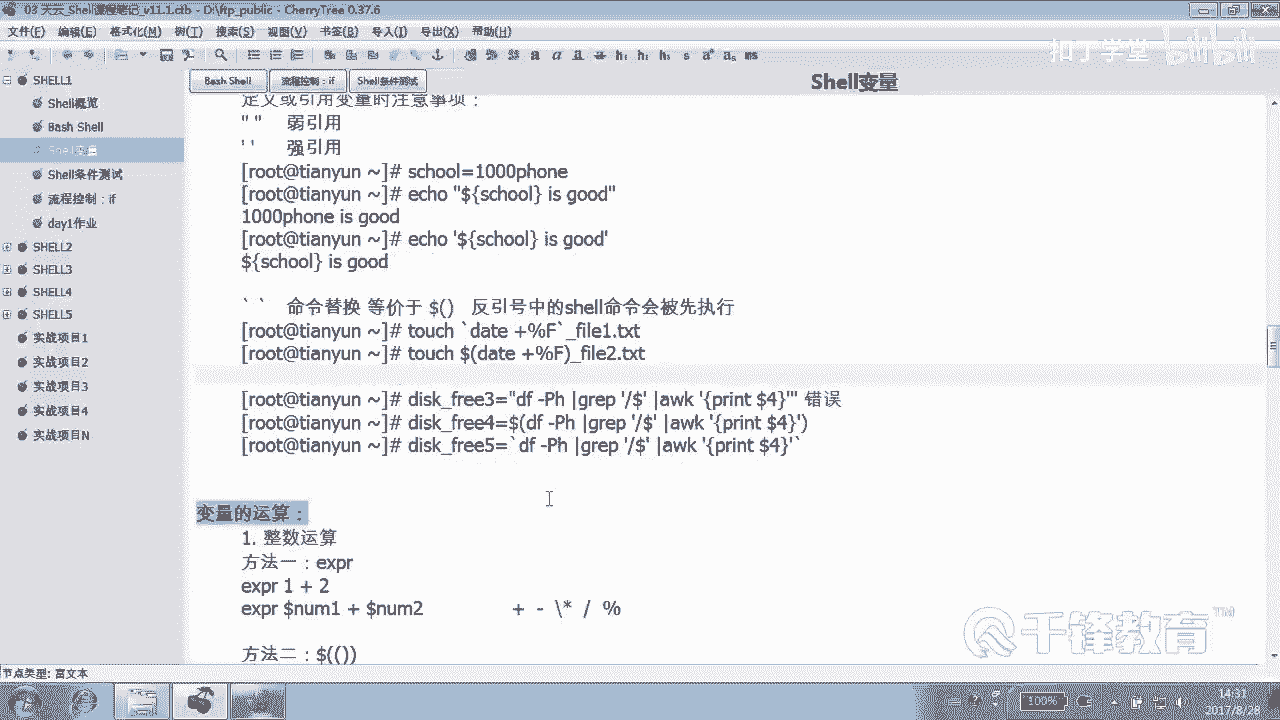 03 天云_Shell课程笔记_v11.1.ctb - D:\ftp_public - CherryTree 0.37.6
文件(F) 编辑(E) 格式化(M) 树(T) 搜索(S) 视图(V) 书签(B) 导入(I) 导出(X) 帮助(H)
扣丁学堂 bilibili
Bash Shell 流程控制：if Shell条件测试 Shell变量
SHELL1
Shell概览
Bash Shell
Shell变量
Shell条件测试
流程控制：if
day1作业
SHELL2
SHELL3
SHELL4
SHELL5
实战项目1
实战项目2
实战项目3
实战项目4
实战项目N
定义或引用变量时注意事项：
" " 弱引用
' ' 强引用
[root@tianyun ~]# school=1000phone
[root@tianyun ~]# echo "${school} is good"
1000phone is good
[root@tianyun ~]# echo '${school} is good'
${school} is good
` ` 命令替换 等价于 $() 反引号中的shell命令会被先执行
[root@tianyun ~]# touch `date +%F`_file1.txt
[root@tianyun ~]# touch $(date +%F)_file2.txt
[root@tianyun ~]# disk_free3="df -Ph |grep '/$' |awk '{print $4}'" 错误
[root@tianyun ~]# disk_free4=$(df -Ph |grep '/$' |awk '{print $4}')
[root@tianyun ~]# disk_free5=`df -Ph |grep '/$' |awk '{print $4}'`
变量的运算：
1. 整数运算
方法一：expr
expr 1 + 2
expr $num1 + $num2 + - \* / %
方法二：$(())
千锋教育 TM
节点类型: 富文本
100%
14:31
2017/8/28